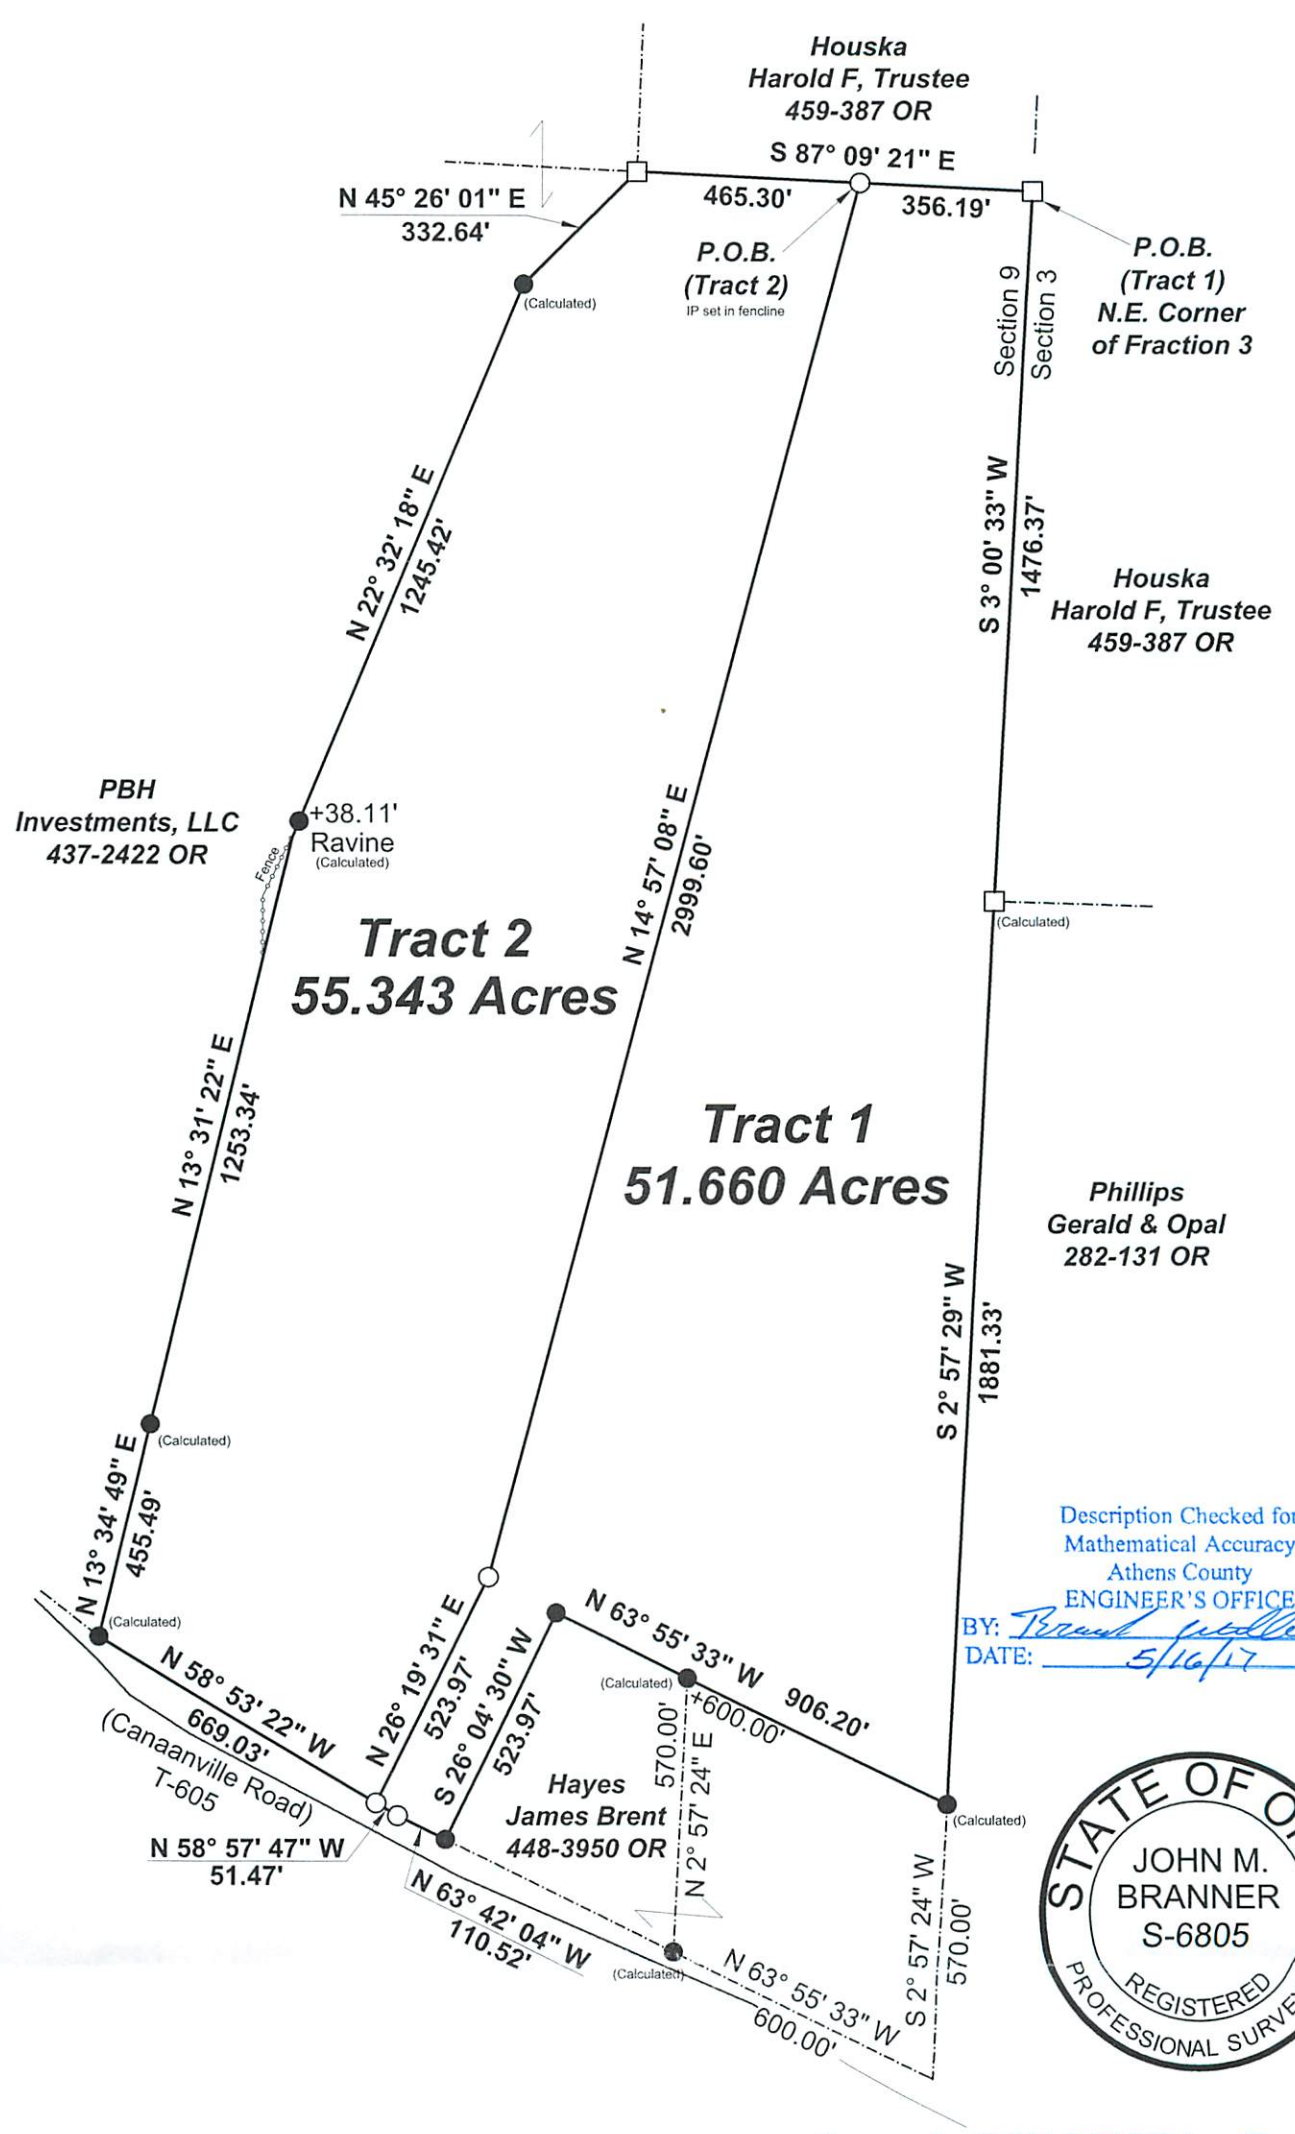 Houska
Harold F, Trustee
459-387 OR
S 87° 09' 21" E
465.30'
356.19'
N 45° 26' 01" E
332.64'
(Calculated)
P.O.B.
(Tract 2)
IP set in fencline
P.O.B.
(Tract 1)
N.E. Corner
of Fraction 3
Section 9
Section 3
N 22° 32' 18" E
1245.42'
S 3° 00' 33" W
1476.37'
Houska
Harold F, Trustee
459-387 OR
PBH
Investments, LLC
437-2422 OR
+38.11'
Ravine
(Calculated)
Fence
N 14° 57' 08" E
2999.60'
(Calculated)
Tract 2
55.343 Acres
N 13° 31' 22" E
1253.34'
Tract 1
51.660 Acres
Phillips
Gerald & Opal
282-131 OR
S 2° 57' 29" W
1881.33'
(Calculated)
N 13° 34' 49" E
455.49'
(Calculated)
N 58° 53' 22" W
669.03'
(Canaanville Road)
T-605
N 26° 19' 31" E
523.97'
S 26° 04' 30" W
523.97'
N 63° 55' 33" W 906.20'
(Calculated)
+600.00'
570.00'
N 2° 57' 24" E
Hayes
James Brent
448-3950 OR
(Calculated)
N 58° 57' 47" W
51.47'
N 63° 42' 04" W
110.52'
(Calculated)
N 63° 55' 33" W
600.00'
S 2° 57' 24" W
570.00'
Description Checked for
Mathematical Accuracy
Athens County
ENGINEER'S OFFICE
BY:
DATE: 5/16/17
STATE OF O
JOHN M.
BRANNER
S-6805
REGISTERED
PROFESSIONAL SURVE